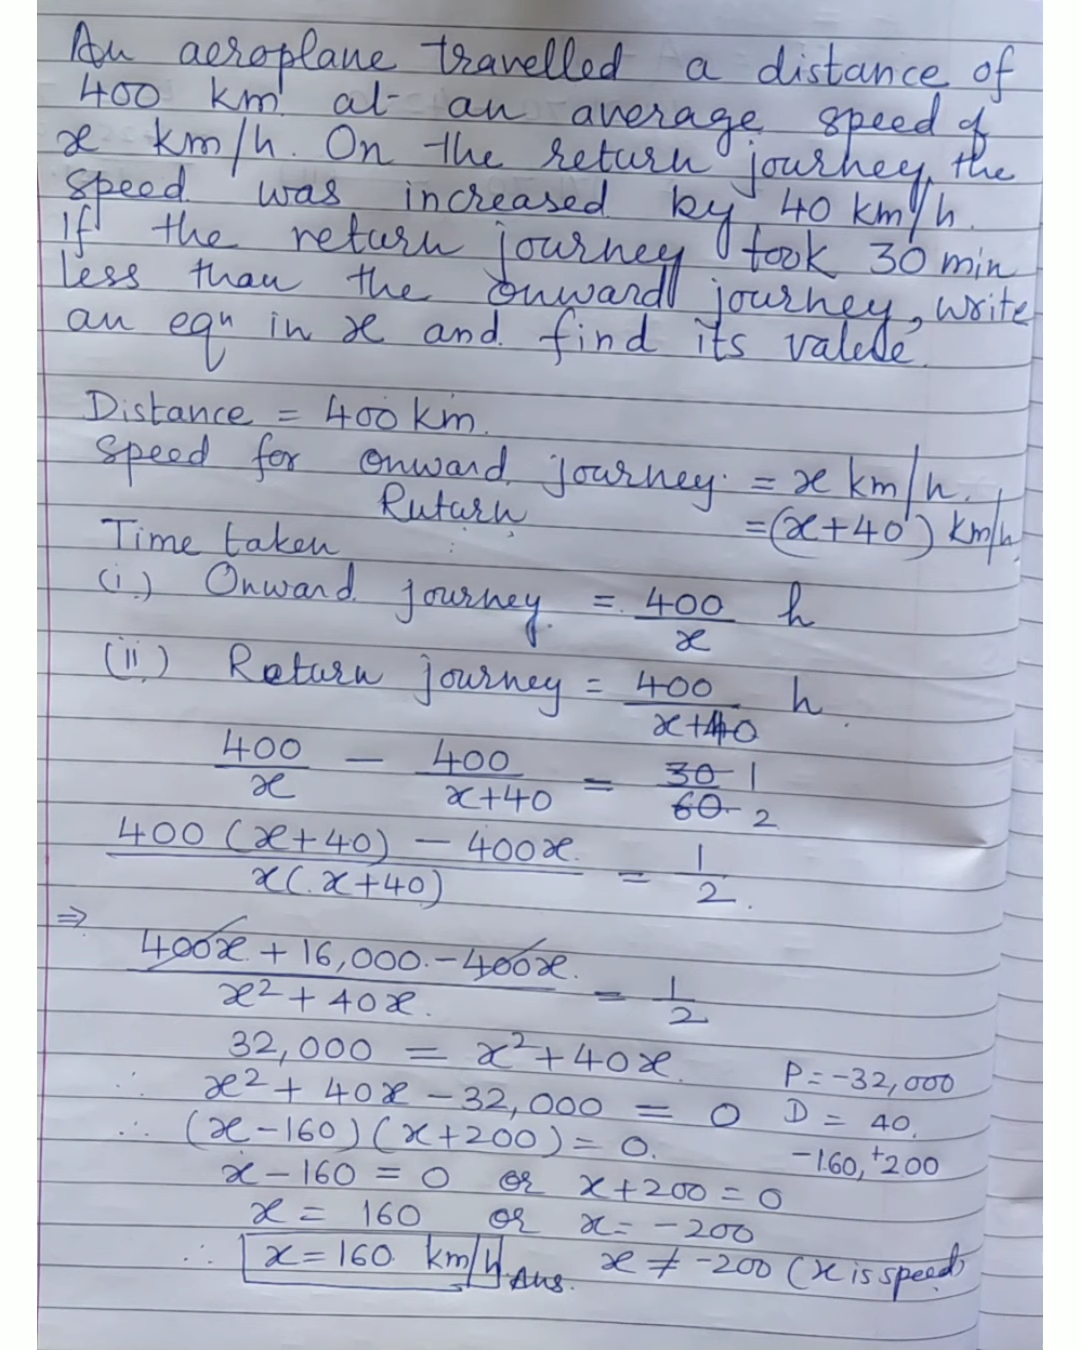 An aeroplane travelled a distance of
400 km at an average speed of
x km/h. On the return journey, the
speed was increased by 40 km/h.
If the return journey took 30 min
less than the onward journey, write
an eqn in x and find its value.
Distance = 400 km.
Speed for onward journey = x km/h.
Ruturn = (x+40) km/h
Time taken
(i) Onward journey = 400/x h
(ii) Return journey = 400/x+40 h.
400/x - 400/x+40 = 30/60 1/2
400(x+40) - 400x/x(x+40) = 1/2.
⇒ 400x + 16,000 - 400x/x² + 40x = 1/2
32,000 = x² + 40x. P = -32,000
∴ x² + 40x - 32,000 = 0 D = 40.
∴ (x-160)(x+200) = 0. -160, +200
x - 160 = 0 or x + 200 = 0
x = 160 or x = -200
∴ x = 160 km/h Ans. x ≠ -200 (x is speed)